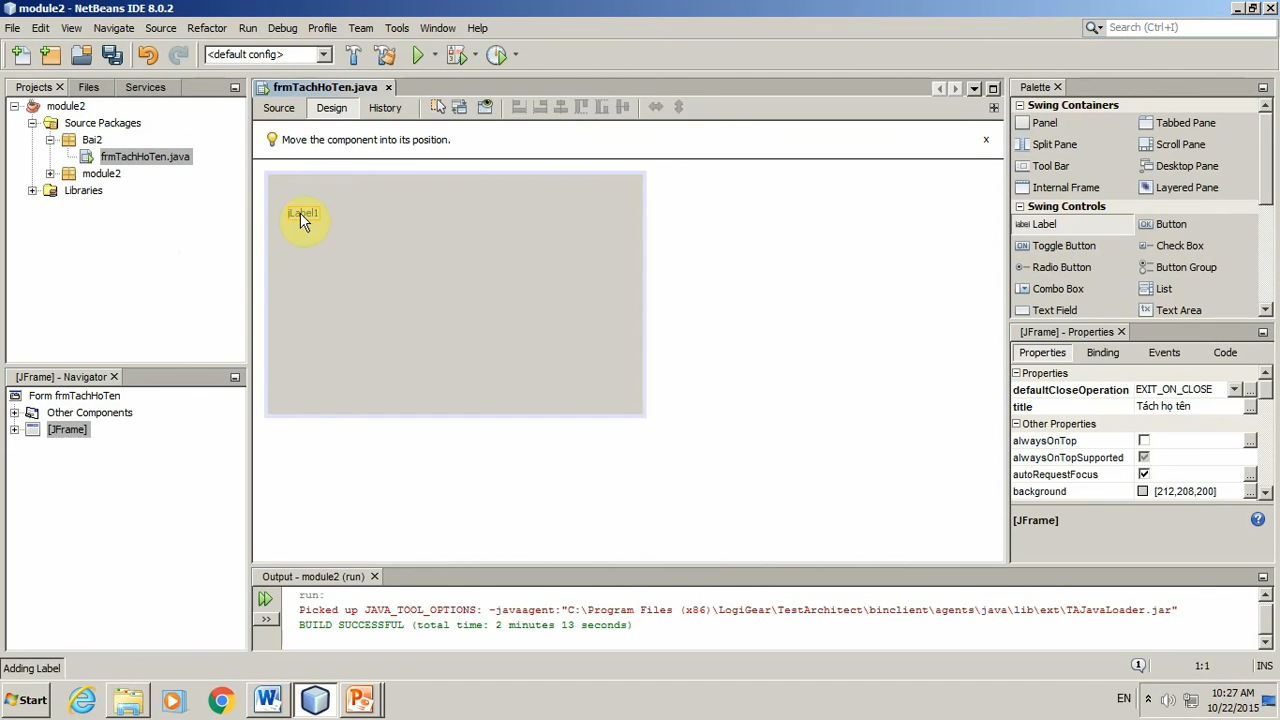 module2 - NetBeans IDE 8.0.2
File Edit View Navigate Source Refactor Run Debug Profile Team Tools Window Help
Search (Ctrl+I)
<default config>
Projects Files Services
module2
Source Packages
Bai2
frmTachHoTen.java
module2
Libraries
[JFrame] - Navigator
Form frmTachHoTen
Other Components
[JFrame]
frmTachHoTen.java
Source Design History
Move the component into its position.
x
jLabel1
Palette
Swing Containers
Panel Tabbed Pane
Split Pane Scroll Pane
Tool Bar Desktop Pane
Internal Frame Layered Pane
Swing Controls
Label Button
Toggle Button Check Box
Radio Button Button Group
Combo Box List
Text Field Text Area
[JFrame] - Properties
Properties Binding Events Code
Properties
defaultCloseOperation EXIT_ON_CLOSE
title Tách họ tên
Other Properties
alwaysOnTop
alwaysOnTopSupported
autoRequestFocus
background [212,208,200]
[JFrame]
Output - module2 (run)
run:
Picked up JAVA_TOOL_OPTIONS: -javaagent:"C:\Program Files (x86)\LogiGear\TestArchitect\binclient\agents\java\lib\ext\TAJavaLoader.jar"
BUILD SUCCESSFUL (total time: 2 minutes 13 seconds)
Adding Label
1:1
INS
Start
EN
10:27 AM
10/22/2015